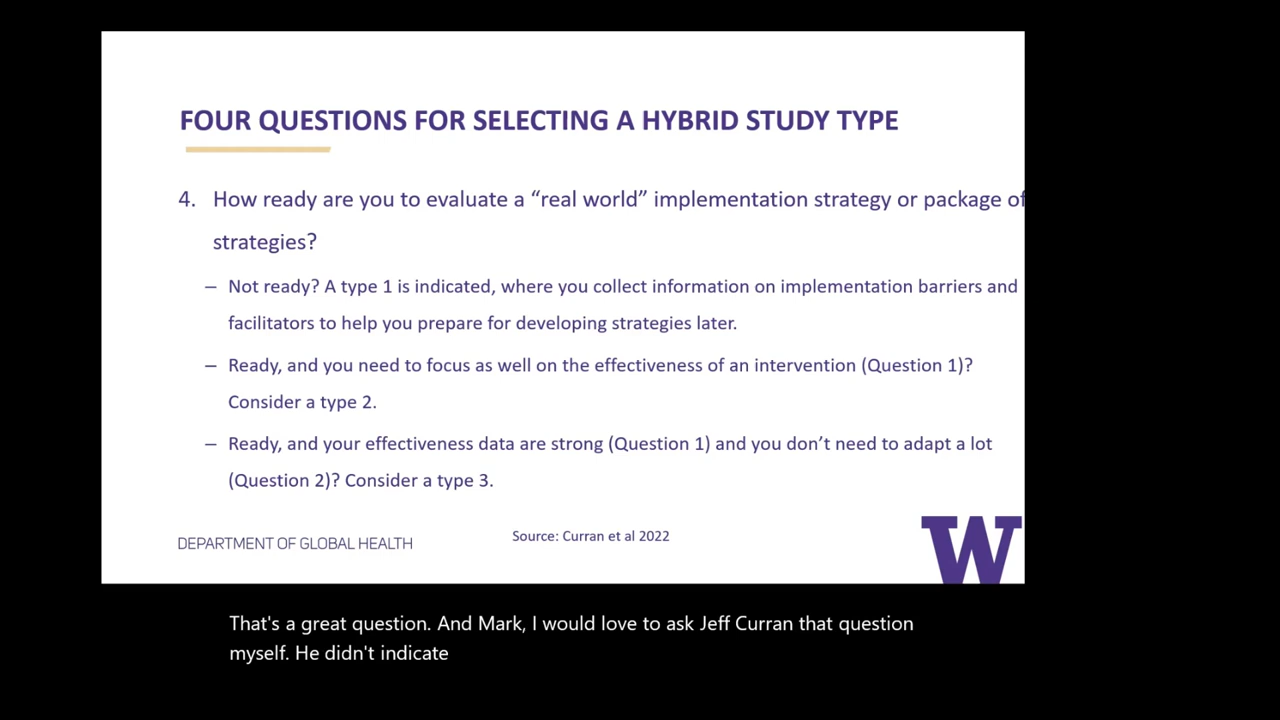 FOUR QUESTIONS FOR SELECTING A HYBRID STUDY TYPE
4. How ready are you to evaluate a “real world” implementation strategy or package of
strategies?
– Not ready? A type 1 is indicated, where you collect information on implementation barriers and
facilitators to help you prepare for developing strategies later.
– Ready, and you need to focus as well on the effectiveness of an intervention (Question 1)?
Consider a type 2.
– Ready, and your effectiveness data are strong (Question 1) and you don’t need to adapt a lot
(Question 2)? Consider a type 3.
DEPARTMENT OF GLOBAL HEALTH
Source: Curran et al 2022
W
That's a great question. And Mark, I would love to ask Jeff Curran that question
myself. He didn't indicate